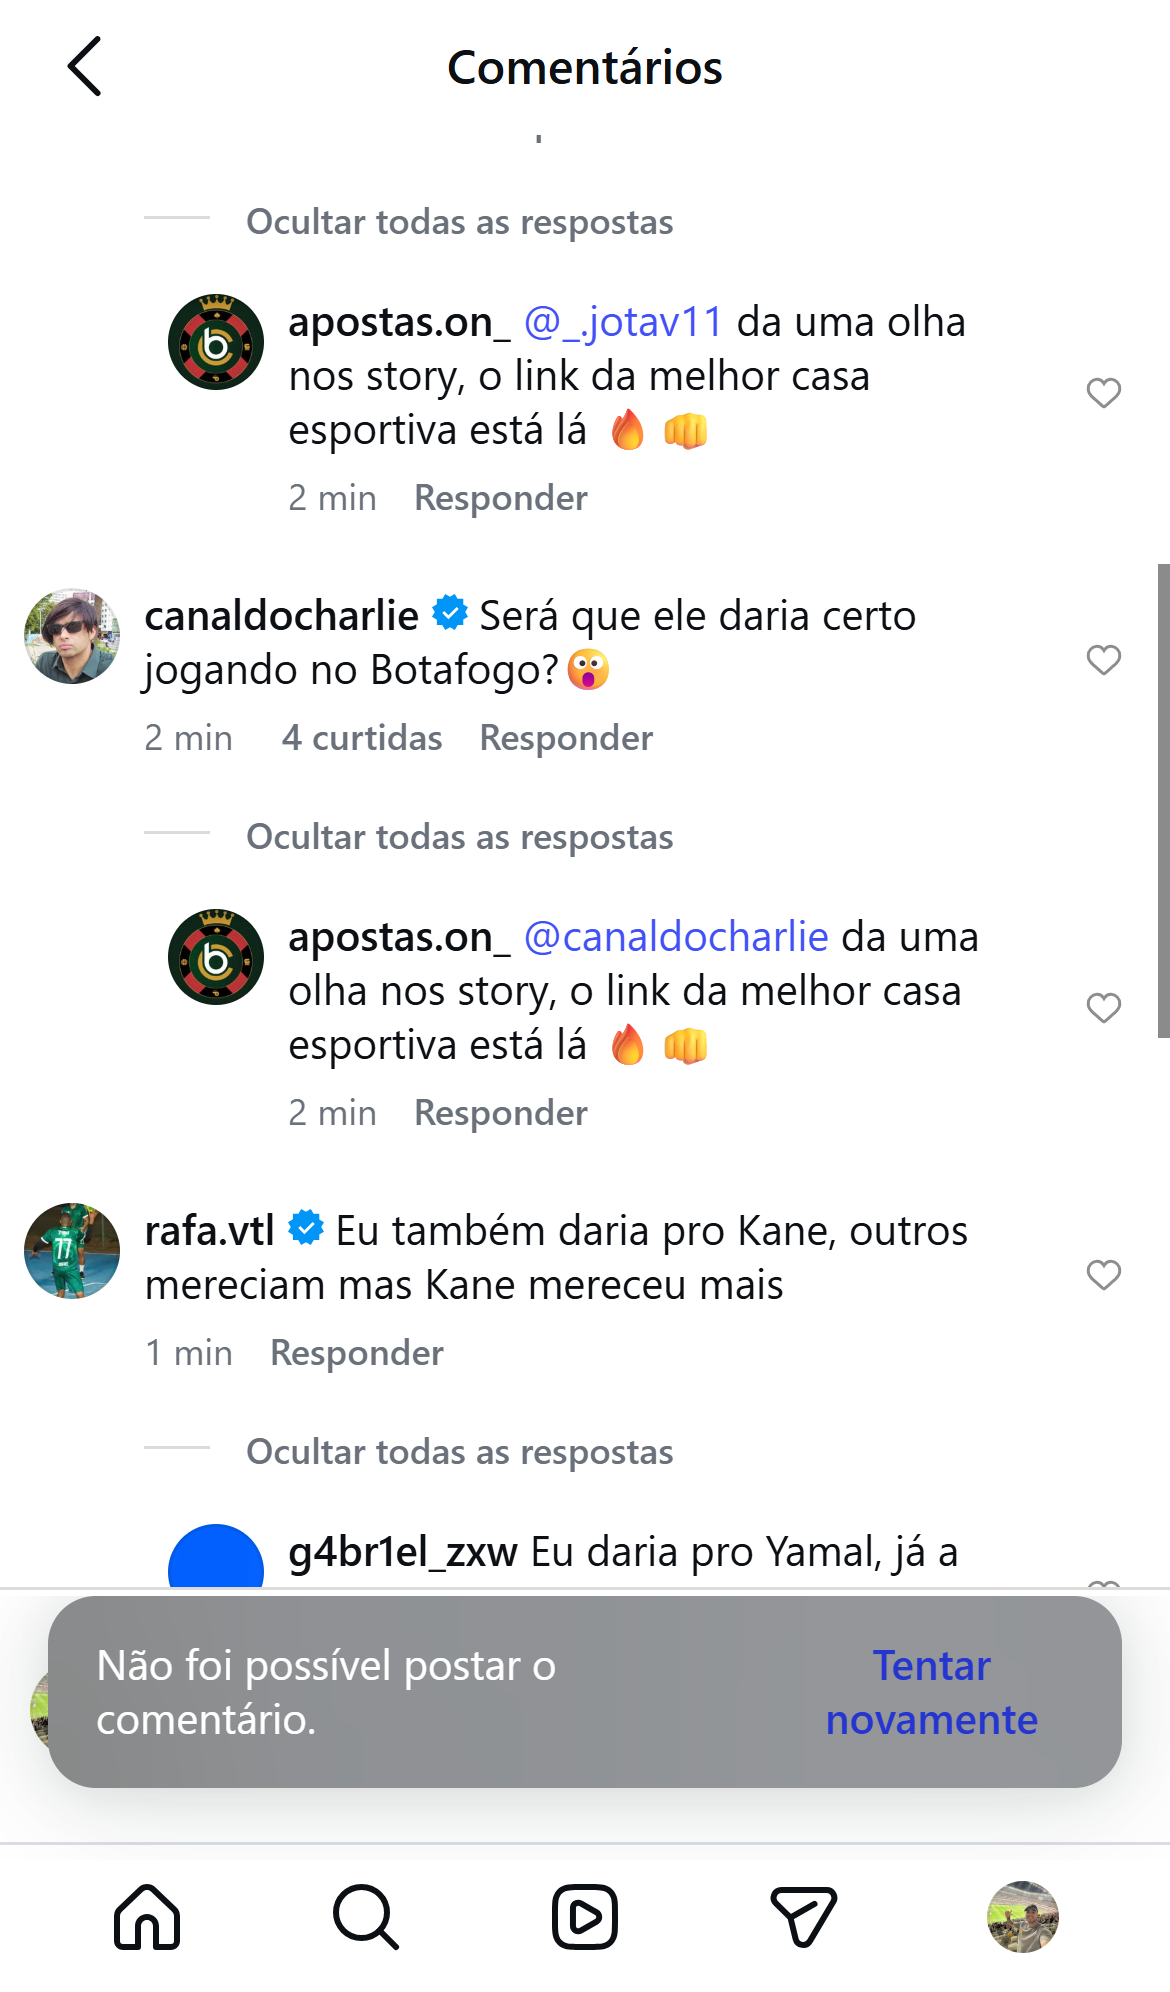 Comentários
Ocultar todas as respostas
apostas.on_ @_.jotav11 da uma olha
nos story, o link da melhor casa
esportiva está lá 🔥 👊
2 min Responder
canaldocharlie Será que ele daria certo
jogando no Botafogo?😲
2 min 4 curtidas Responder
Ocultar todas as respostas
apostas.on_ @canaldocharlie da uma
olha nos story, o link da melhor casa
esportiva está lá 🔥 👊
2 min Responder
rafa.vtl Eu também daria pro Kane, outros
mereciam mas Kane mereceu mais
1 min Responder
Ocultar todas as respostas
g4br1el_zxw Eu daria pro Yamal, já a
Não foi possível postar o
comentário.
Tentar
novamente